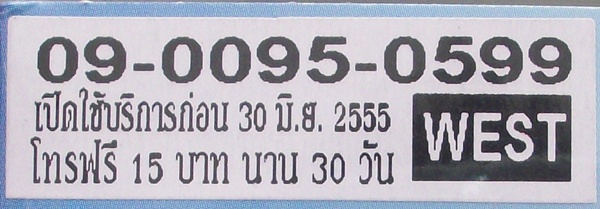 09-0095-0599
เปิดใช้บริการก่อน 30 มิ.ย. 2555
โทรฟรี 15 บาท นาน 30 วัน
WEST